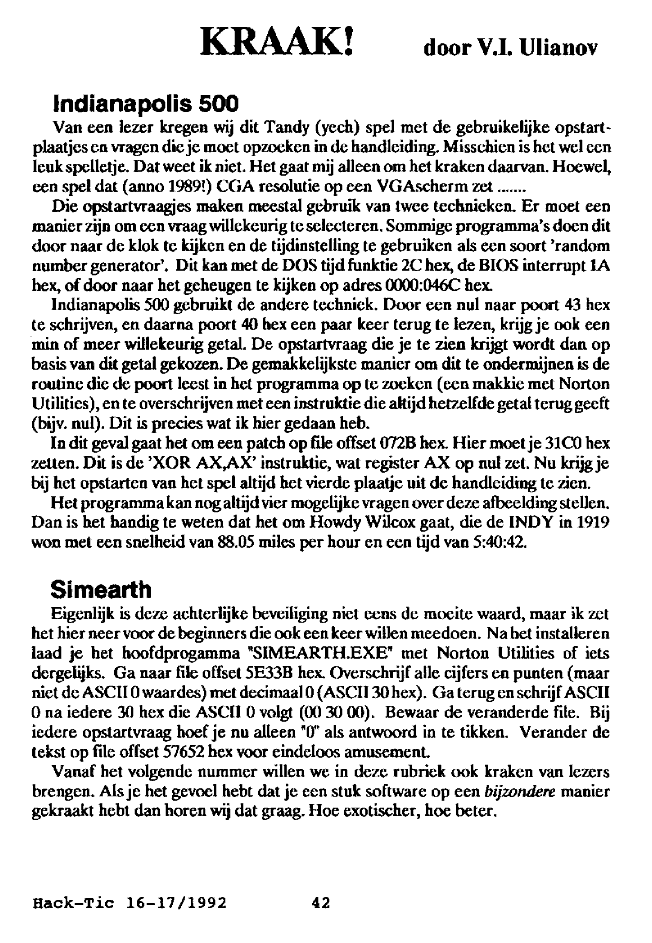 KRAAK! door V.I. Ulianov
Indianapolis 500
Van een lezer kregen wij dit Tandy (yech) spel met de gebruikelijke opstart-
plaatjes en vragen die je moet opzoeken in de handleiding. Misschien is het wel een
leuk spelletje. Dat weet ik niet. Het gaat mij alleen om het kraken daarvan. Hoewel,
een spel dat (anno 1989!) CGA resolutie op een VGAscherm zet .......
Die opstartvraagjes maken meestal gebruik van twee technieken. Er moet een
manier zijn om een vraag willekeurig te selecteren. Sommige programma's doen dit
door naar de klok te kijken en de tijdinstelling te gebruiken als een soort 'random
number generator'. Dit kan met de DOS tijd funktie 2C hex, de BIOS interrupt 1A
hex, of door naar het geheugen te kijken op adres 0000:046C hex.
Indianapolis 500 gebruikt de andere techniek. Door een nul naar poort 43 hex
te schrijven, en daarna poort 40 hex een paar keer terug te lezen, krijg je ook een
min of meer willekeurig getal. De opstartvraag die je te zien krijgt wordt dan op
basis van dit getal gekozen. De gemakkelijkste manier om dit te ondermijnen is de
routine die de poort leest in het programma op te zoeken (een makkie met Norton
Utilities), en te overschrijven met een instruktie die altijd hetzelfde getal terug geeft
(bijv. nul). Dit is precies wat ik hier gedaan heb.
In dit geval gaat het om een patch op file offset 072B hex. Hier moet je 31C0 hex
zetten. Dit is de 'XOR AX,AX' instruktie, wat register AX op nul zet. Nu krijg je
bij het opstarten van het spel altijd het vierde plaatje uit de handleiding te zien.
Het programma kan nog altijd vier mogelijke vragen over deze afbeelding stellen.
Dan is het handig te weten dat het om Howdy Wilcox gaat, die de INDY in 1919
won met een snelheid van 88.05 miles per hour en een tijd van 5:40:42.
Simearth
Eigenlijk is deze achterlijke beveiliging niet eens de moeite waard, maar ik zet
het hier neer voor de beginners die ook een keer willen meedoen. Na het installeren
laad je het hoofdprogamma "SIMEARTH.EXE" met Norton Utilities of iets
dergelijks. Ga naar file offset 5E33B hex. Overschrijf alle cijfers en punten (maar
niet de ASCII 0 waardes) met decimaal 0 (ASCII 30 hex). Ga terug en schrijf ASCII
0 na iedere 30 hex die ASCII 0 volgt (00 30 00). Bewaar de veranderde file. Bij
iedere opstartvraag hoef je nu alleen "0" als antwoord in te tikken. Verander de
tekst op file offset 57652 hex voor eindeloos amusement.
Vanaf het volgende nummer willen we in deze rubriek ook kraken van lezers
brengen. Als je het gevoel hebt dat je een stuk software op een bijzondere manier
gekraakt hebt dan horen wij dat graag. Hoe exotischer, hoe beter.
Hack-Tic 16-17/1992 42